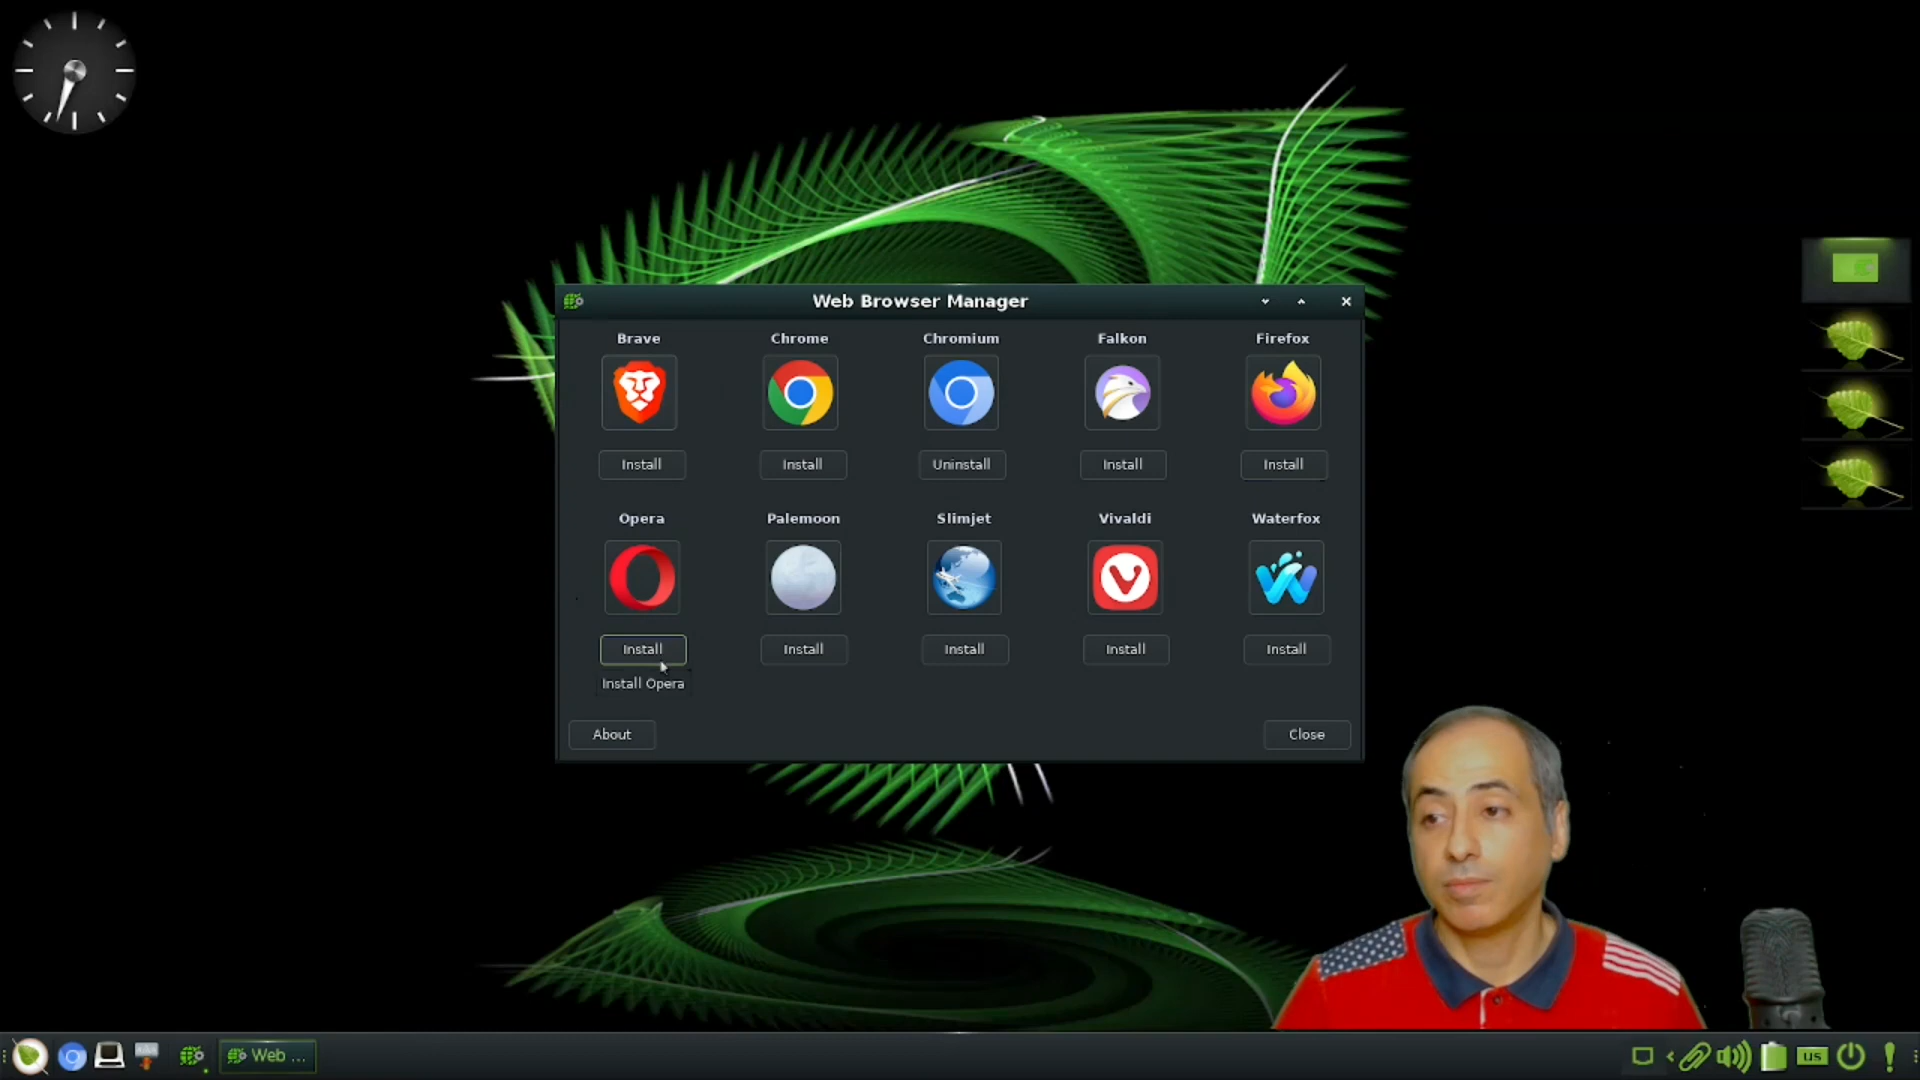 Web Browser Manager
Brave Chrome Chromium Falkon Firefox
Install Install Uninstall Install Install
Opera Palemoon Slimjet Vivaldi Waterfox
Install Install Install Install Install
Install Opera
About Close
Web ... us